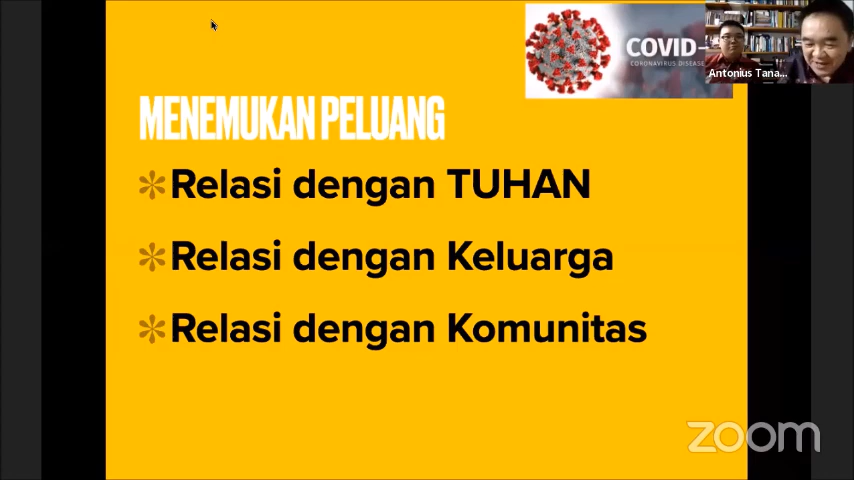 COVID-
CORONAVIRUS DISEASE
Antonius Tana...
MENEMUKAN PELUANG
*Relasi dengan TUHAN
*Relasi dengan Keluarga
*Relasi dengan Komunitas
zoom